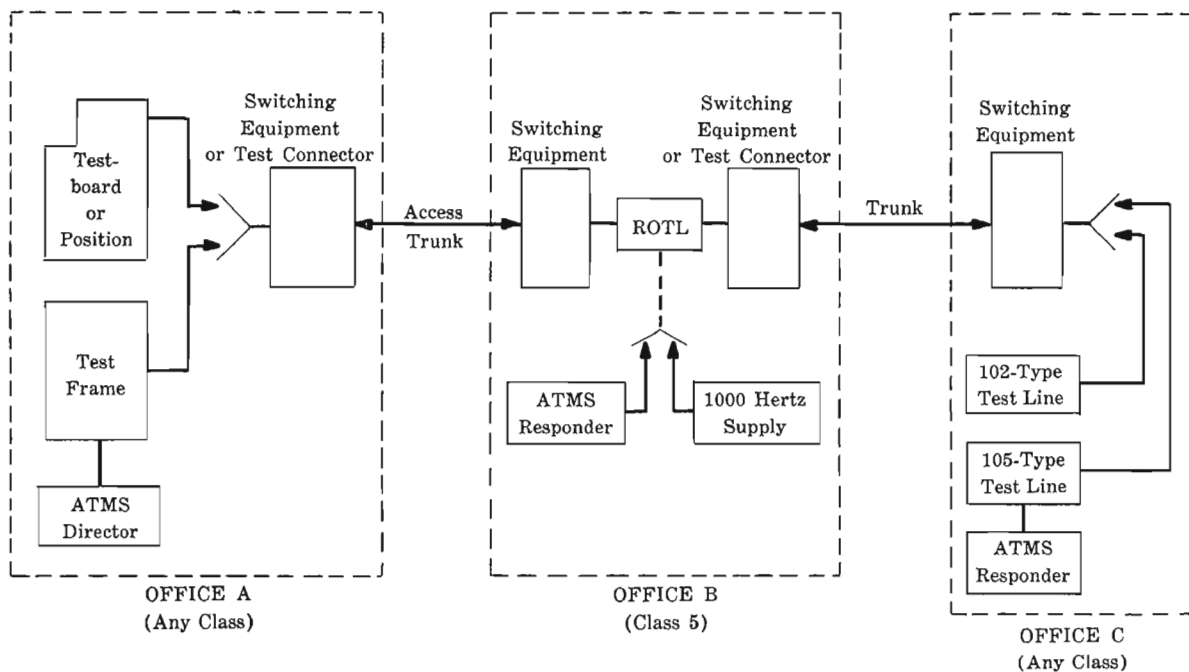 Test-
board
or
Position
Switching
Equipment
or Test Connector
Test
Frame
ATMS
Director
OFFICE A
(Any Class)
Access
Trunk
Switching
Equipment
ROTL
Switching
Equipment
or Test Connector
ATMS
Responder
1000 Hertz
Supply
OFFICE B
(Class 5)
Trunk
Switching
Equipment
102-Type
Test Line
105-Type
Test Line
ATMS
Responder
OFFICE C
(Any Class)